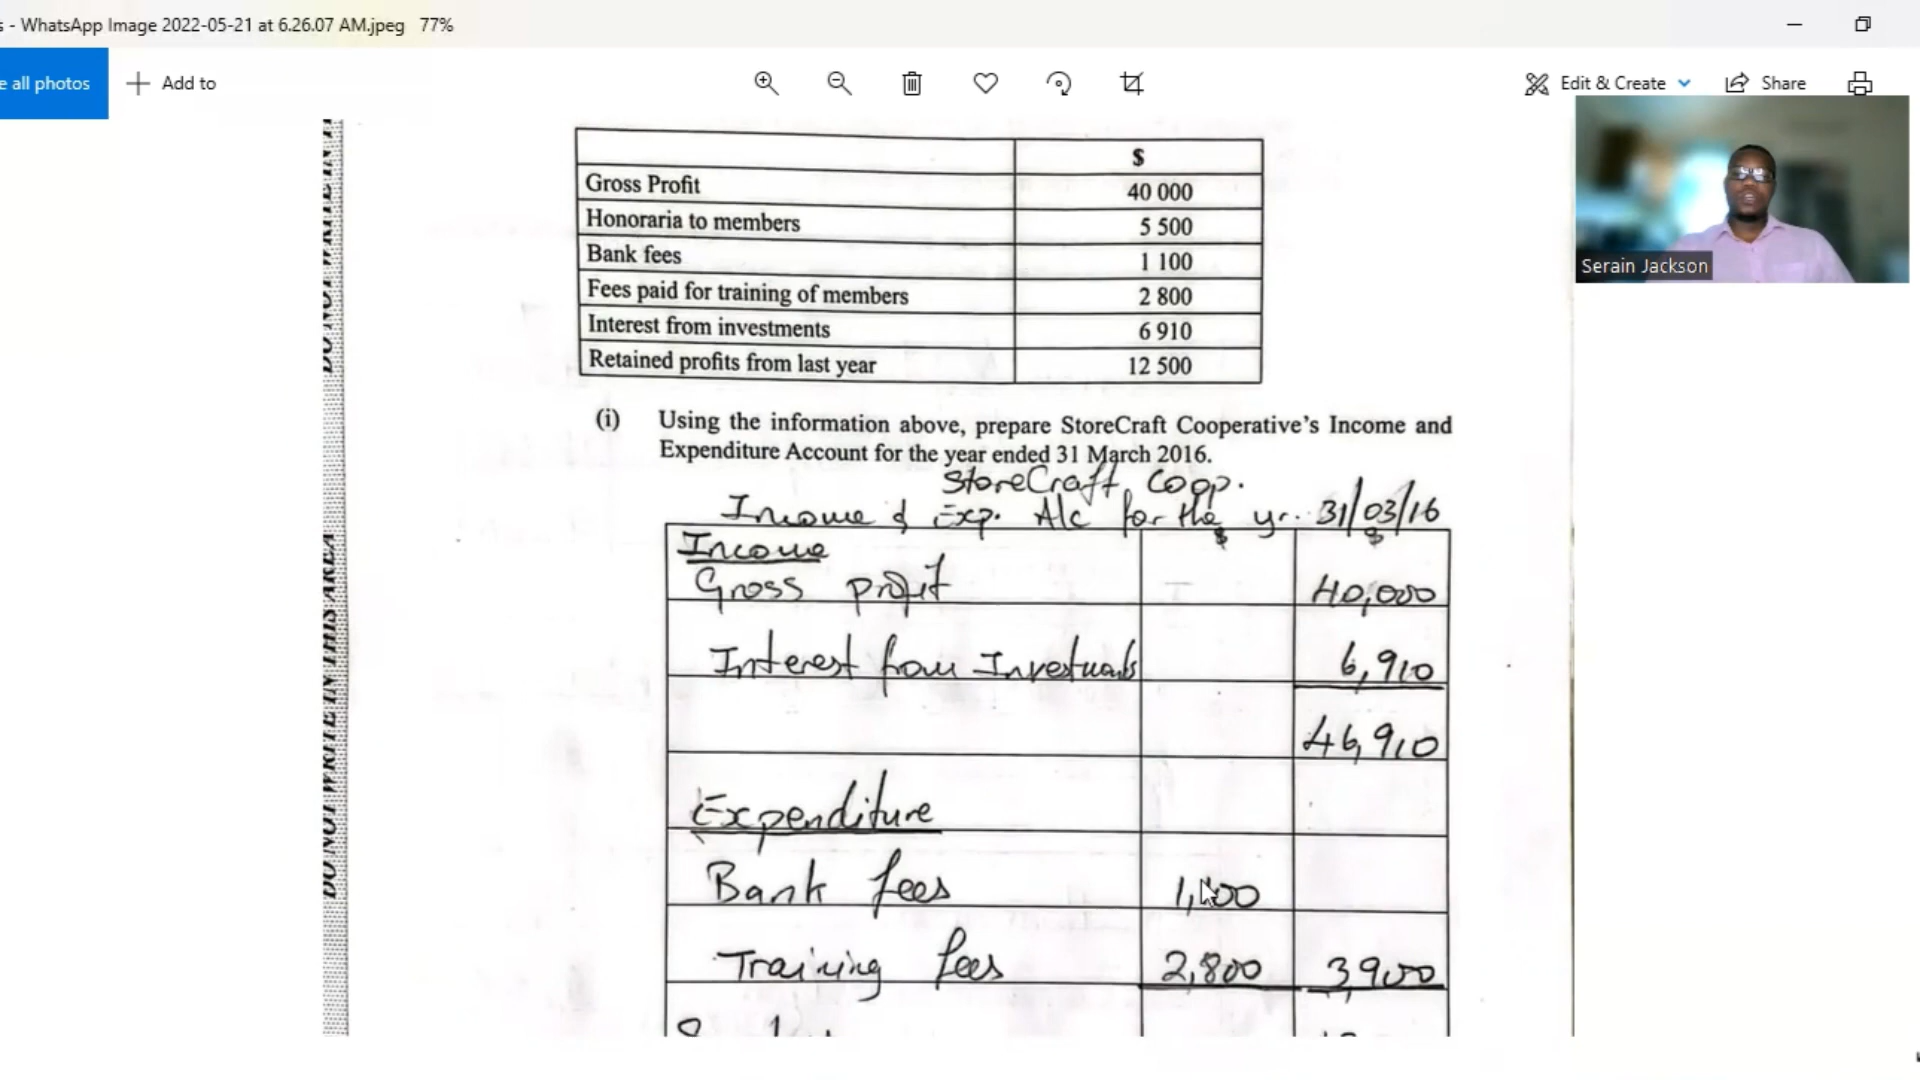 s - WhatsApp Image 2022-05-21 at 6.26.07 AM.jpeg 77%
e all photos
Add to
Edit & Create
Share
Serain Jackson
$
Gross Profit 40 000
Honoraria to members 5 500
Bank fees 1 100
Fees paid for training of members 2 800
Interest from investments 6 910
Retained profits from last year 12 500
(i) Using the information above, prepare StoreCraft Cooperative's Income and
Expenditure Account for the year ended 31 March 2016.
StoreCraft Coop.
Income & Exp. A/c for the yr. 31/03/16
Income $ $
Gross profit 40,000
Interest from Investments 6,910
46,910
Expenditure
Bank fees 1,100
Training fees 2,800 3,900
DO NOT WRITE IN THIS AREA